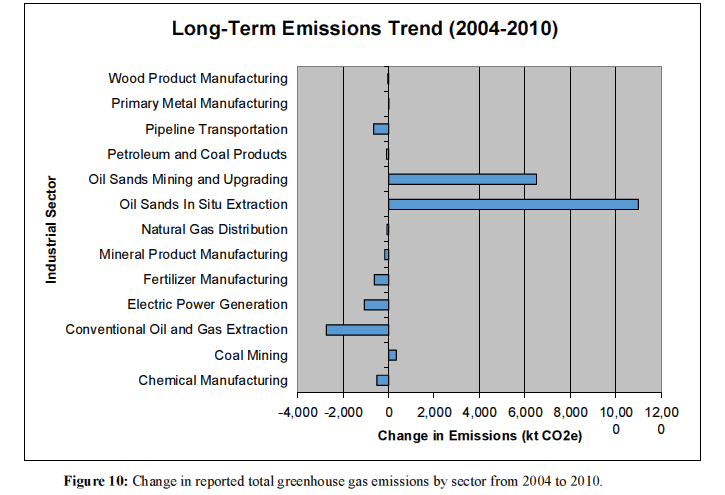 Long-Term Emissions Trend (2004-2010)
Industrial Sector
Wood Product Manufacturing
Primary Metal Manufacturing
Pipeline Transportation
Petroleum and Coal Products
Oil Sands Mining and Upgrading
Oil Sands In Situ Extraction
Natural Gas Distribution
Mineral Product Manufacturing
Fertilizer Manufacturing
Electric Power Generation
Conventional Oil and Gas Extraction
Coal Mining
Chemical Manufacturing
-4,000 -2,000 0 2,000 4,000 6,000 8,000 10,00 12,00
0 0
Change in Emissions (kt CO2e)
Figure 10: Change in reported total greenhouse gas emissions by sector from 2004 to 2010.